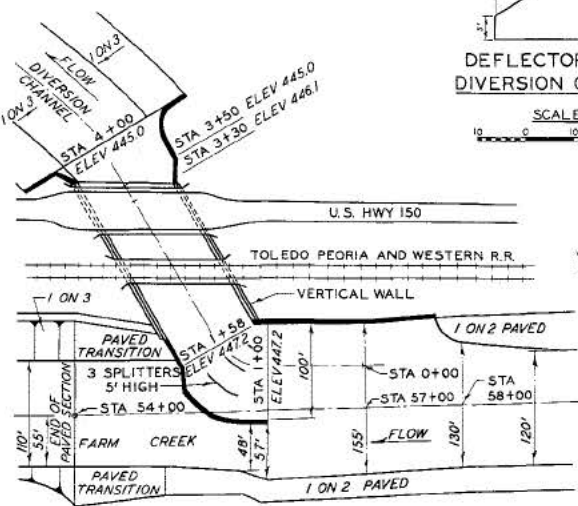 1 ON 3
FLOW
DIVERSION
CHANNEL
1 ON 3
STA 4+00
ELEV 445.0
STA 3+50 ELEV 445.0
STA 3+30 ELEV 446.1
5'
DEFLECTOR
DIVERSION
SCALE
10 0 10
U.S. HWY 150
TOLEDO PEORIA AND WESTERN R.R.
VERTICAL WALL
1 ON 3
PAVED
TRANSITION
STA 1+58
ELEV 447.2
3 SPLITTERS
5' HIGH
STA 1+00
ELEV 447.2
100'
1 ON 2 PAVED
STA 0+00
STA 57+00
STA
58+00
END OF
PAVED SECTION
STA 54+00
110'
55'
FARM CREEK
48'
57'
155'
FLOW
130'
120'
PAVED
TRANSITION
1 ON 2 PAVED